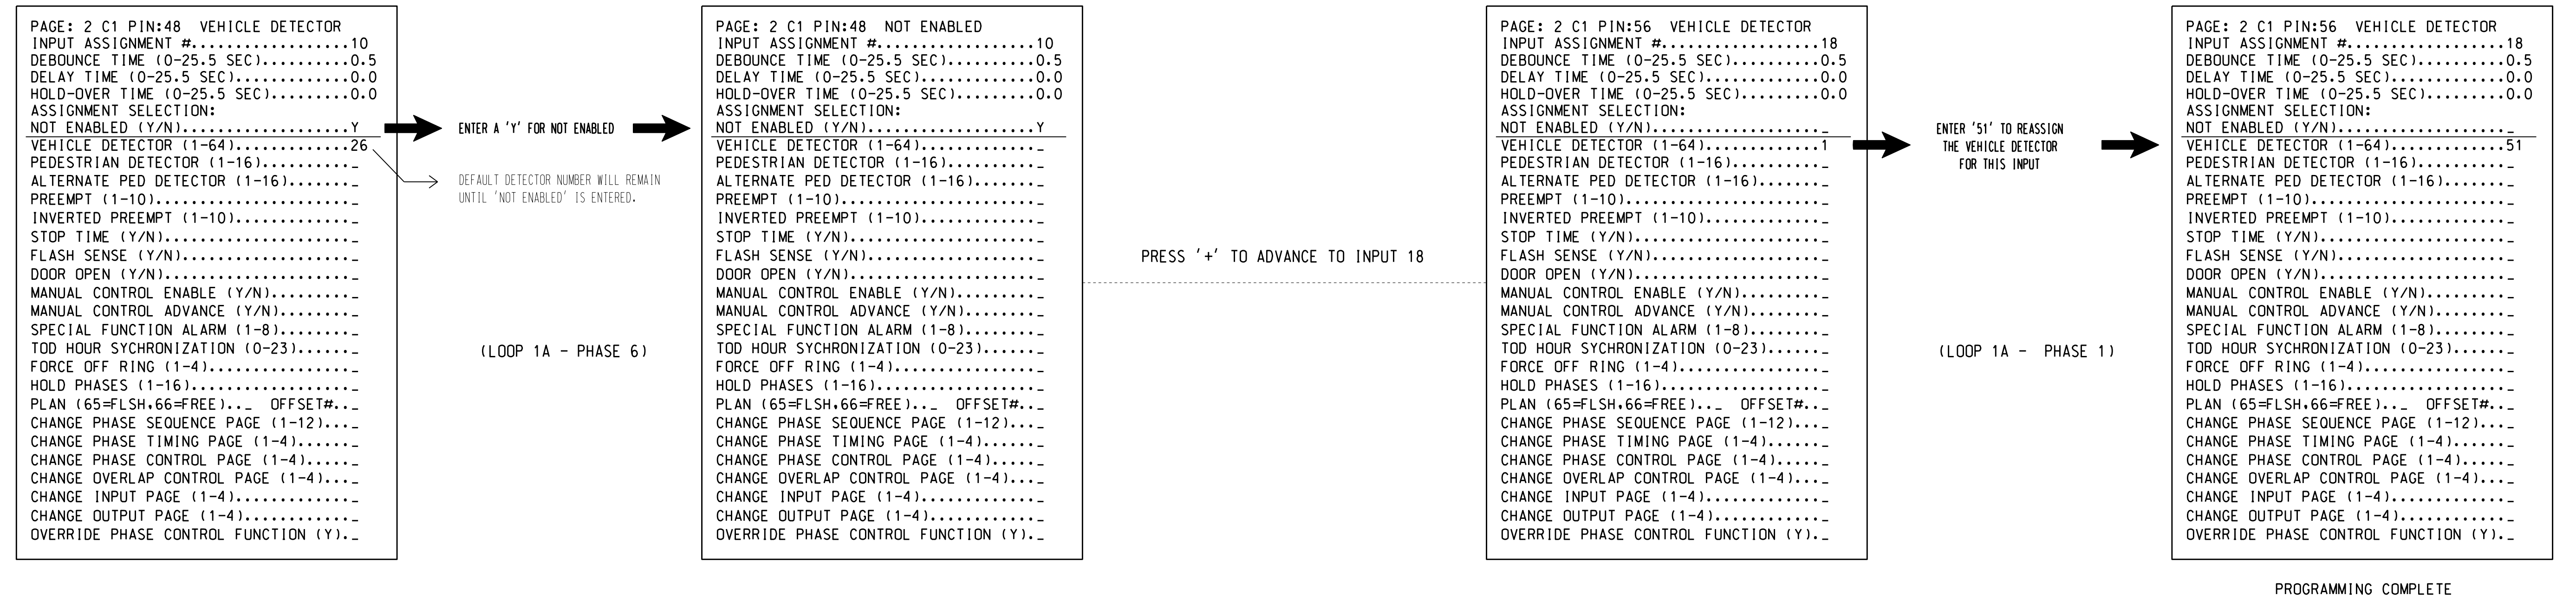 PAGE: 2 C1 PIN:48 VEHICLE DETECTOR
INPUT ASSIGNMENT #...................10
DEBOUNCE TIME (0-25.5 SEC)..........0.5
DELAY TIME (0-25.5 SEC).............0.0
HOLD-OVER TIME (0-25.5 SEC).........0.0
ASSIGNMENT SELECTION:
NOT ENABLED (Y/N)....................Y
VEHICLE DETECTOR (1-64)..............26
PEDESTRIAN DETECTOR (1-16)..........._
ALTERNATE PED DETECTOR (1-16)......._
PREEMPT (1-10)......................._
INVERTED PREEMPT (1-10).............._
STOP TIME (Y/N)......................_
FLASH SENSE (Y/N)...................._
DOOR OPEN (Y/N)......................_
MANUAL CONTROL ENABLE (Y/N)........._
MANUAL CONTROL ADVANCE (Y/N)........_
SPECIAL FUNCTION ALARM (1-8)........_
TOD HOUR SYCHRONIZATION (0-23)......_
FORCE OFF RING (1-4)................._
HOLD PHASES (1-16)..................._
PLAN (65=FLSH,66=FREE).._ OFFSET#.._
CHANGE PHASE SEQUENCE PAGE (1-12)..._
CHANGE PHASE TIMING PAGE (1-4)......_
CHANGE PHASE CONTROL PAGE (1-4)....._
CHANGE OVERLAP CONTROL PAGE (1-4)..._
CHANGE INPUT PAGE (1-4)............._
CHANGE OUTPUT PAGE (1-4)............_
OVERRIDE PHASE CONTROL FUNCTION (Y)._
ENTER A 'Y' FOR NOT ENABLED
DEFAULT DETECTOR NUMBER WILL REMAIN
UNTIL 'NOT ENABLED' IS ENTERED.
(LOOP 1A - PHASE 6)
PAGE: 2 C1 PIN:48 NOT ENABLED
INPUT ASSIGNMENT #...................10
DEBOUNCE TIME (0-25.5 SEC)..........0.5
DELAY TIME (0-25.5 SEC).............0.0
HOLD-OVER TIME (0-25.5 SEC).........0.0
ASSIGNMENT SELECTION:
NOT ENABLED (Y/N)....................Y
VEHICLE DETECTOR (1-64).............._
PEDESTRIAN DETECTOR (1-16)..........._
ALTERNATE PED DETECTOR (1-16)......._
PREEMPT (1-10)......................._
INVERTED PREEMPT (1-10).............._
STOP TIME (Y/N)......................_
FLASH SENSE (Y/N)...................._
DOOR OPEN (Y/N)......................_
MANUAL CONTROL ENABLE (Y/N)........._
MANUAL CONTROL ADVANCE (Y/N)........_
SPECIAL FUNCTION ALARM (1-8)........_
TOD HOUR SYCHRONIZATION (0-23)......_
FORCE OFF RING (1-4)................._
HOLD PHASES (1-16)..................._
PLAN (65=FLSH,66=FREE).._ OFFSET#.._
CHANGE PHASE SEQUENCE PAGE (1-12)..._
CHANGE PHASE TIMING PAGE (1-4)......_
CHANGE PHASE CONTROL PAGE (1-4)....._
CHANGE OVERLAP CONTROL PAGE (1-4)..._
CHANGE INPUT PAGE (1-4)............._
CHANGE OUTPUT PAGE (1-4)............_
OVERRIDE PHASE CONTROL FUNCTION (Y)._
PRESS '+' TO ADVANCE TO INPUT 18
PAGE: 2 C1 PIN:56 VEHICLE DETECTOR
INPUT ASSIGNMENT #...................18
DEBOUNCE TIME (0-25.5 SEC)..........0.5
DELAY TIME (0-25.5 SEC).............0.0
HOLD-OVER TIME (0-25.5 SEC).........0.0
ASSIGNMENT SELECTION:
NOT ENABLED (Y/N)...................._
VEHICLE DETECTOR (1-64)..............1
PEDESTRIAN DETECTOR (1-16)..........._
ALTERNATE PED DETECTOR (1-16)......._
PREEMPT (1-10)......................._
INVERTED PREEMPT (1-10).............._
STOP TIME (Y/N)......................_
FLASH SENSE (Y/N)...................._
DOOR OPEN (Y/N)......................_
MANUAL CONTROL ENABLE (Y/N)........._
MANUAL CONTROL ADVANCE (Y/N)........_
SPECIAL FUNCTION ALARM (1-8)........_
TOD HOUR SYCHRONIZATION (0-23)......_
FORCE OFF RING (1-4)................._
HOLD PHASES (1-16)..................._
PLAN (65=FLSH,66=FREE).._ OFFSET#.._
CHANGE PHASE SEQUENCE PAGE (1-12)..._
CHANGE PHASE TIMING PAGE (1-4)......_
CHANGE PHASE CONTROL PAGE (1-4)....._
CHANGE OVERLAP CONTROL PAGE (1-4)..._
CHANGE INPUT PAGE (1-4)............._
CHANGE OUTPUT PAGE (1-4)............_
OVERRIDE PHASE CONTROL FUNCTION (Y)._
ENTER '51' TO REASSIGN
THE VEHICLE DETECTOR
FOR THIS INPUT
(LOOP 1A - PHASE 1)
PAGE: 2 C1 PIN:56 VEHICLE DETECTOR
INPUT ASSIGNMENT #...................18
DEBOUNCE TIME (0-25.5 SEC)..........0.5
DELAY TIME (0-25.5 SEC).............0.0
HOLD-OVER TIME (0-25.5 SEC).........0.0
ASSIGNMENT SELECTION:
NOT ENABLED (Y/N)...................._
VEHICLE DETECTOR (1-64)..............51
PEDESTRIAN DETECTOR (1-16)..........._
ALTERNATE PED DETECTOR (1-16)......._
PREEMPT (1-10)......................._
INVERTED PREEMPT (1-10).............._
STOP TIME (Y/N)......................_
FLASH SENSE (Y/N)...................._
DOOR OPEN (Y/N)......................_
MANUAL CONTROL ENABLE (Y/N)........._
MANUAL CONTROL ADVANCE (Y/N)........_
SPECIAL FUNCTION ALARM (1-8)........_
TOD HOUR SYCHRONIZATION (0-23)......_
FORCE OFF RING (1-4)................._
HOLD PHASES (1-16)..................._
PLAN (65=FLSH,66=FREE).._ OFFSET#.._
CHANGE PHASE SEQUENCE PAGE (1-12)..._
CHANGE PHASE TIMING PAGE (1-4)......_
CHANGE PHASE CONTROL PAGE (1-4)....._
CHANGE OVERLAP CONTROL PAGE (1-4)..._
CHANGE INPUT PAGE (1-4)............._
CHANGE OUTPUT PAGE (1-4)............_
OVERRIDE PHASE CONTROL FUNCTION (Y)._
PROGRAMMING COMPLETE